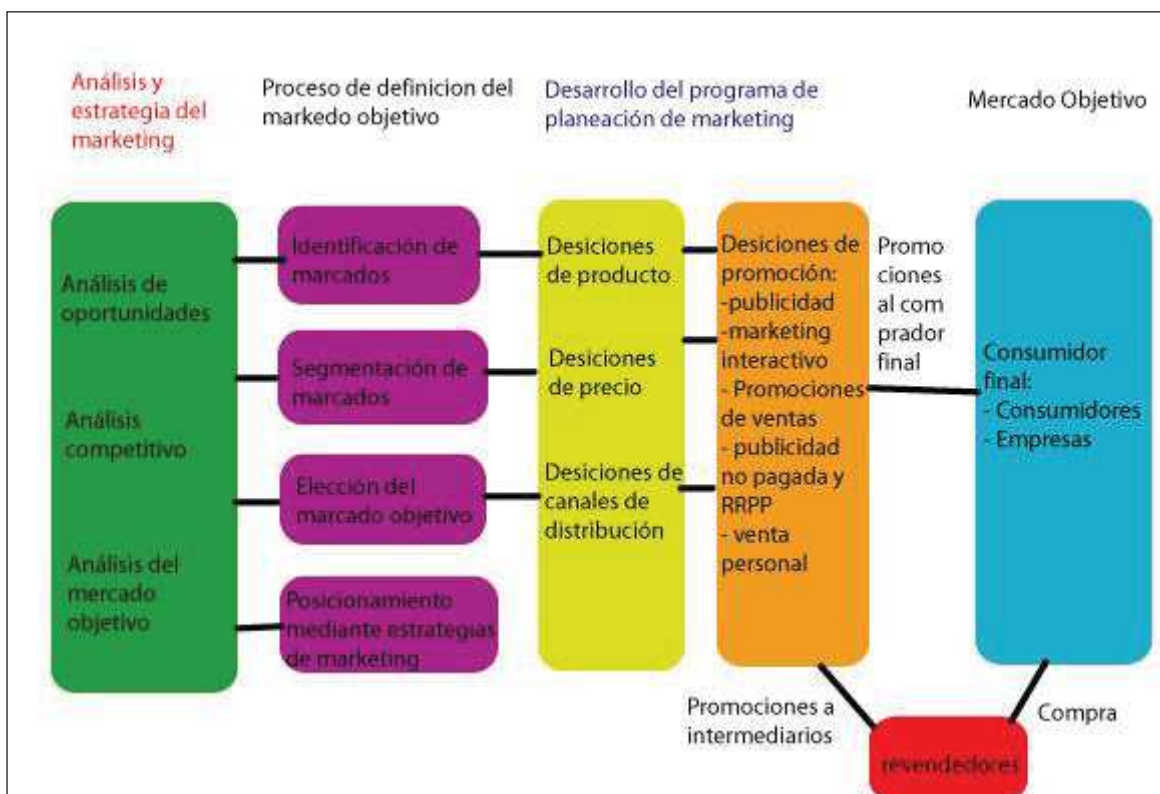 Análisis y
estrategia del
marketing
Proceso de definicion del
markedo objetivo
Desarrollo del programa de
planeación de marketing
Mercado Objetivo
Análisis de
oportunidades
Análisis
competitivo
Análisis del
mercado
objetivo
Identificación de
marcados
Segmentación de
marcados
Elección del
marcado objetivo
Posicionamiento
mediante estrategias
de marketing
Desiciones
de producto
Desiciones
de precio
Desiciones de
canales de
distribución
Desiciones de
promoción:
-publicidad
-marketing
interactivo
- Promociones
de ventas
- publicidad
no pagada y
RRPP
- venta
personal
Promo
ciones
al com
prador
final
Consumidor
final:
- Consumidores
- Empresas
Promociones a
intermediarios
Compra
revendedores